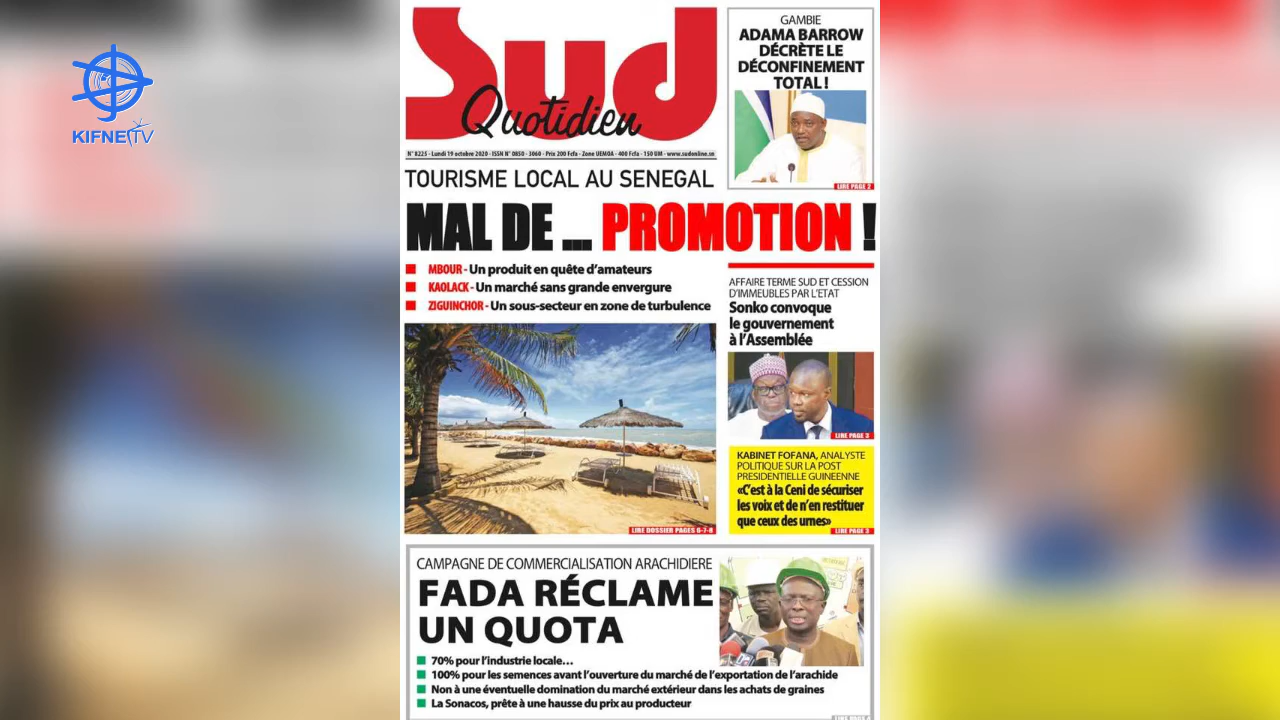 KIFNE TV
Sud
Quotidien
N° 8225 - Lundi 19 octobre 2020 - ISSN N° 0850 - 3060 - Prix 200 Fcfa - Zone UEMOA - 400 Fcfa - 150 UM - www.sudonline.sn
GAMBIE
ADAMA BARROW
DÉCRÈTE LE
DÉCONFINEMENT
TOTAL !
LIRE PAGE 2
TOURISME LOCAL AU SENEGAL
MAL DE ... PROMOTION !
MBOUR - Un produit en quête d’amateurs
KAOLACK - Un marché sans grande envergure
ZIGUINCHOR - Un sous-secteur en zone de turbulence
LIRE DOSSIER PAGES 6-7-8
AFFAIRE TERME SUD ET CESSION
D’IMMEUBLES PAR L’ETAT
Sonko convoque
le gouvernement
à l’Assemblée
LIRE PAGE 3
KABINET FOFANA, ANALYSTE
POLITIQUE SUR LA POST
PRESIDENTIELLE GUINEENNE
«C’est à la Ceni de sécuriser
les voix et de n’en restituer
que ceux des urnes»
LIRE PAGE 3
CAMPAGNE DE COMMERCIALISATION ARACHIDIERE
FADA RÉCLAME
UN QUOTA
70% pour l’industrie locale...
100% pour les semences avant l’ouverture du marché de l’exportation de l’arachide
Non à une éventuelle domination du marché extérieur dans les achats de graines
La Sonacos, prête à une hausse du prix au producteur